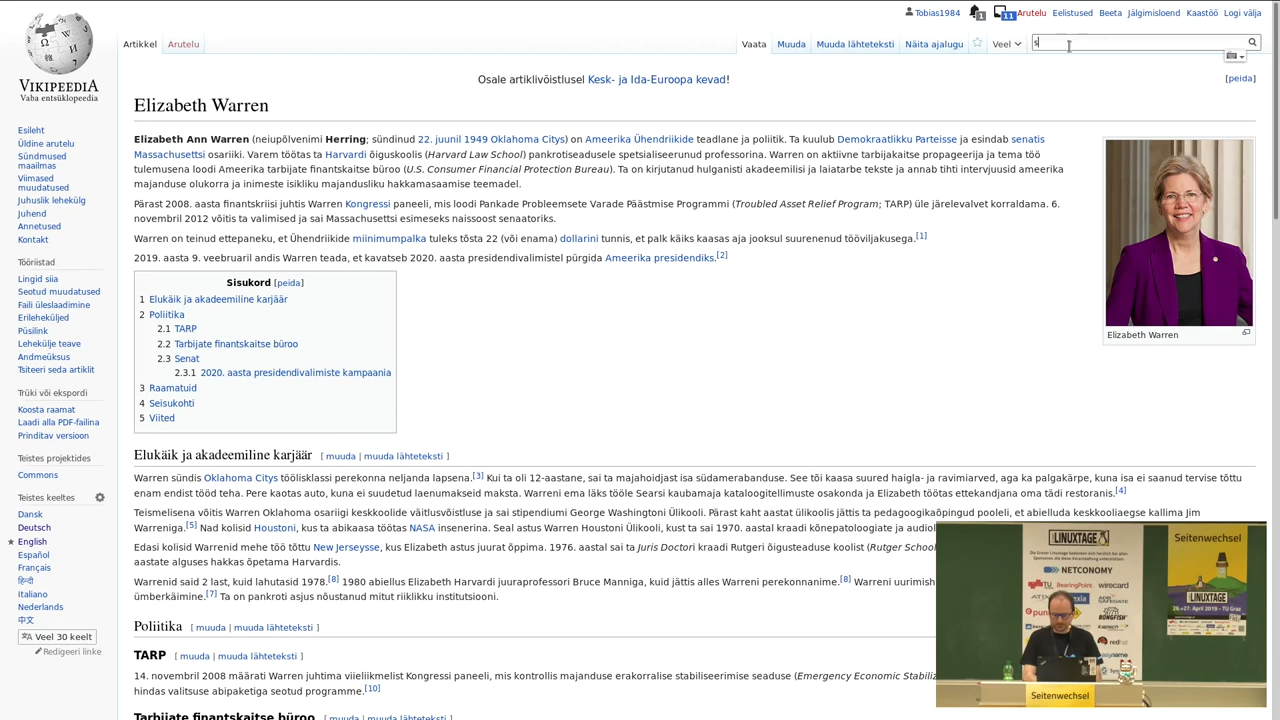 Tobias1984 1 11 Arutelu Eelistused Beeta Jälgimisloend Kaastöö Logi välja
Artikkel Arutelu Vaata Muuda Muuda lähteteksti Näita ajalugu Veel s
Osale artiklivõistlusel Kesk- ja Ida-Euroopa kevad! [peida]
VIKIPEEDIA
Vaba entsüklopeedia
Esileht
Üldine arutelu
Sündmused
maailmas
Viimased
muudatused
Juhuslik lehekülg
Juhend
Annetused
Kontakt
Tööriistad
Lingid siia
Seotud muudatused
Faili üleslaadimine
Erileheküljed
Püsilink
Lehekülje teave
Andmeüksus
Tsiteeri seda artiklit
Trüki või ekspordi
Koosta raamat
Laadi alla PDF-failina
Prinditav versioon
Teistes projektides
Commons
Teistes keeltes
Dansk
Deutsch
English
Español
Français
हिन्दी
Italiano
Nederlands
中文
Veel 30 keelt
Redigeeri linke
Elizabeth Warren
Elizabeth Ann Warren (neiupõlvenimi Herring; sündinud 22. juunil 1949 Oklahoma Citys) on Ameerika Ühendriikide teadlane ja poliitik. Ta kuulub Demokraatlikku Parteisse ja esindab senatis
Massachusettsi osariiki. Varem töötas ta Harvardi õiguskoolis (Harvard Law School) pankrotiseadusele spetsialiseerunud professorina. Warren on aktiivne tarbijakaitse propageerija ja tema töö
tulemusena loodi Ameerika tarbijate finantskaitse büroo (U.S. Consumer Financial Protection Bureau). Ta on kirjutanud hulganisti akadeemilisi ja laiatarbe tekste ja annab tihti intervjuusid ameerika
majanduse olukorra ja inimeste isikliku majandusliku hakkamasaamise teemadel.
Pärast 2008. aasta finantskriisi juhtis Warren Kongressi paneeli, mis loodi Pankade Probleemsete Varade Päästmise Programmi (Troubled Asset Relief Program; TARP) üle järelevalvet korraldama. 6.
novembril 2012 võitis ta valimised ja sai Massachusettsi esimeseks naissoost senaatoriks.
Warren on teinud ettepaneku, et Ühendriikide miinimumpalka tuleks tõsta 22 (või enama) dollarini tunnis, et palk käiks kaasas aja jooksul suurenenud tööviljakusega.[1]
2019. aasta 9. veebruaril andis Warren teada, et kavatseb 2020. aasta presidendivalimistel pürgida Ameerika presidendiks.[2]
Elizabeth Warren
Sisukord [peida]
1 Elukäik ja akadeemiline karjäär
2 Poliitika
2.1 TARP
2.2 Tarbijate finantskaitse büroo
2.3 Senat
2.3.1 2020. aasta presidendivalimiste kampaania
3 Raamatuid
4 Seisukohti
5 Viited
Elukäik ja akadeemiline karjäär [ muuda | muuda lähteteksti ]
Warren sündis Oklahoma Citys töölisklassi perekonna neljanda lapsena.[3] Kui ta oli 12-aastane, sai ta majahoidjast isa südamerabanduse. See tõi kaasa suured haigla- ja ravimiarved, aga ka palgakärpe, kuna isa ei saanud tervise tõttu
enam endist tööd teha. Pere kaotas auto, kuna ei suudetud laenumakseid maksta. Warreni ema läks tööle Searsi kaubamaja kataloogitellimuste osakonda ja Elizabeth töötas ettekandjana oma tädi restoranis.[4]
Teismelisena võitis Warren Oklahoma osariigi keskkoolide väitlusvõistluse ja sai stipendiumi George Washingtoni Ülikooli. Pärast kaht aastat ülikoolis jättis ta pedagoogikaõpingud pooleli, et abielluda keskkooliaegse kallima Jim
Warreniga.[5] Nad kolisid Houstoni, kus ta abikaasa töötas NASA insenerina. Seal astus Warren Houstoni Ülikooli, kust ta sai 1970. aastal kraadi kõnepatoloogiate ja audiol
Edasi kolisid Warrenid mehe töö tõttu New Jerseysse, kus Elizabeth astus juurat õppima. 1976. aastal sai ta Juris Doctori kraadi Rutgeri õigusteaduse koolist (Rutger School
aastate alguses hakkas õpetama Harvardis.
Warrenid said 2 last, kuid lahutasid 1978.[8] 1980 abiellus Elizabeth Harvardi juuraprofessori Bruce Manniga, kuid jättis alles Warreni perekonnanime.[8] Warreni uurimish
ümberkäimine.[7] Ta on pankroti asjus nõustanud mitut riiklikku institutsiooni.
Poliitika [ muuda | muuda lähteteksti ]
TARP [ muuda | muuda lähteteksti ]
14. novembril 2008 määrati Warren juhtima vieliikmelist Kongressi paneeli, mis kontrollis majanduse erakorralise stabiliseerimise seaduse (Emergency Economic Stabiliz
hindas valitsuse abipaketiga seotud programme.[10]
Tarbijate finantskaitse büroo [ muuda | muuda lähteteksti ]
LINUXTAGE
NETCONOMY
BearingPoint
wirecard
BONGFISH
Seitenwechsel
LINUXTAGE
26.+27. April 2019 - TU Graz
Seitenwechsel